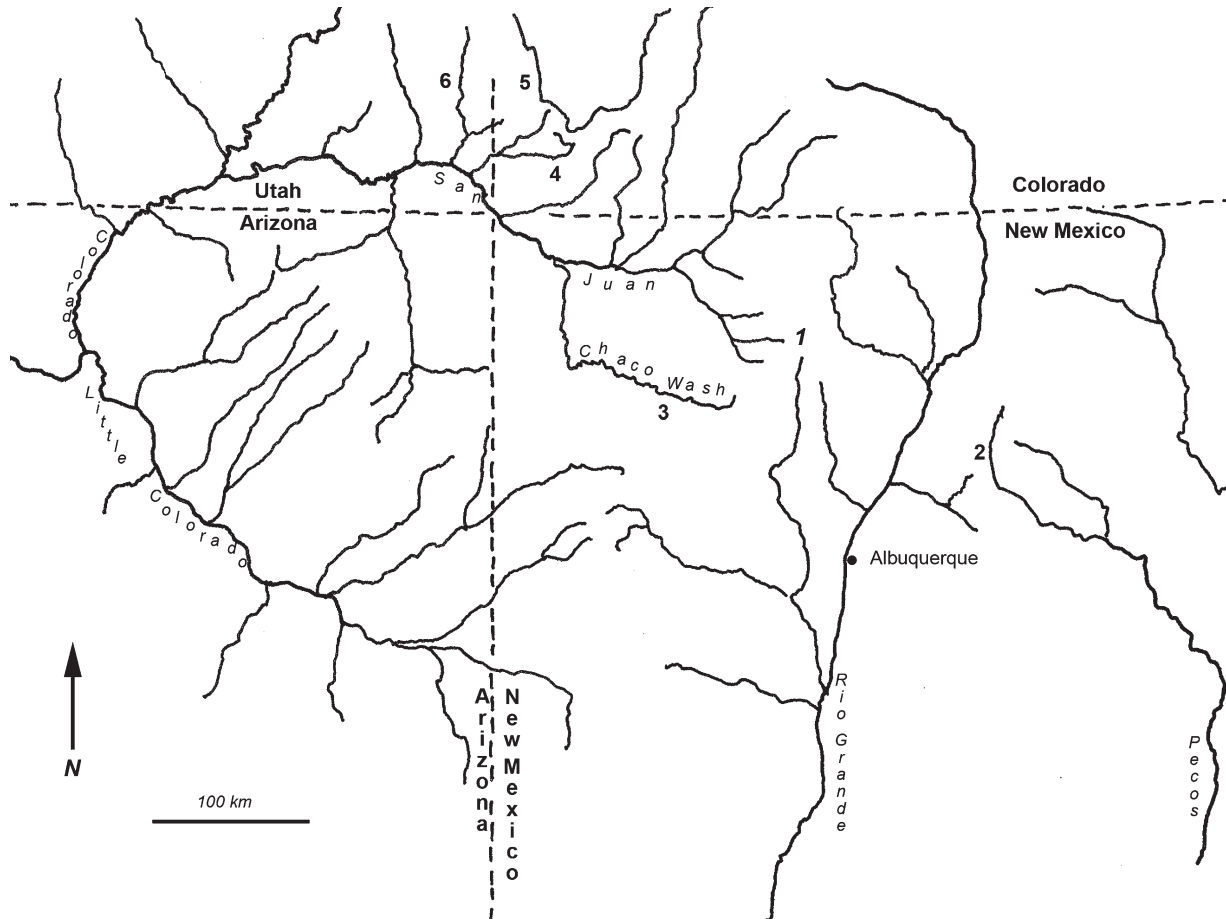 6
5
4
San
Utah
Colorado
Arizona
New Mexico
Colorado
Juan
1
Chaco Wash
3
Little
2
Colorado
Albuquerque
Rio Grande
Arizona
New Mexico
Pecos
N
100 km